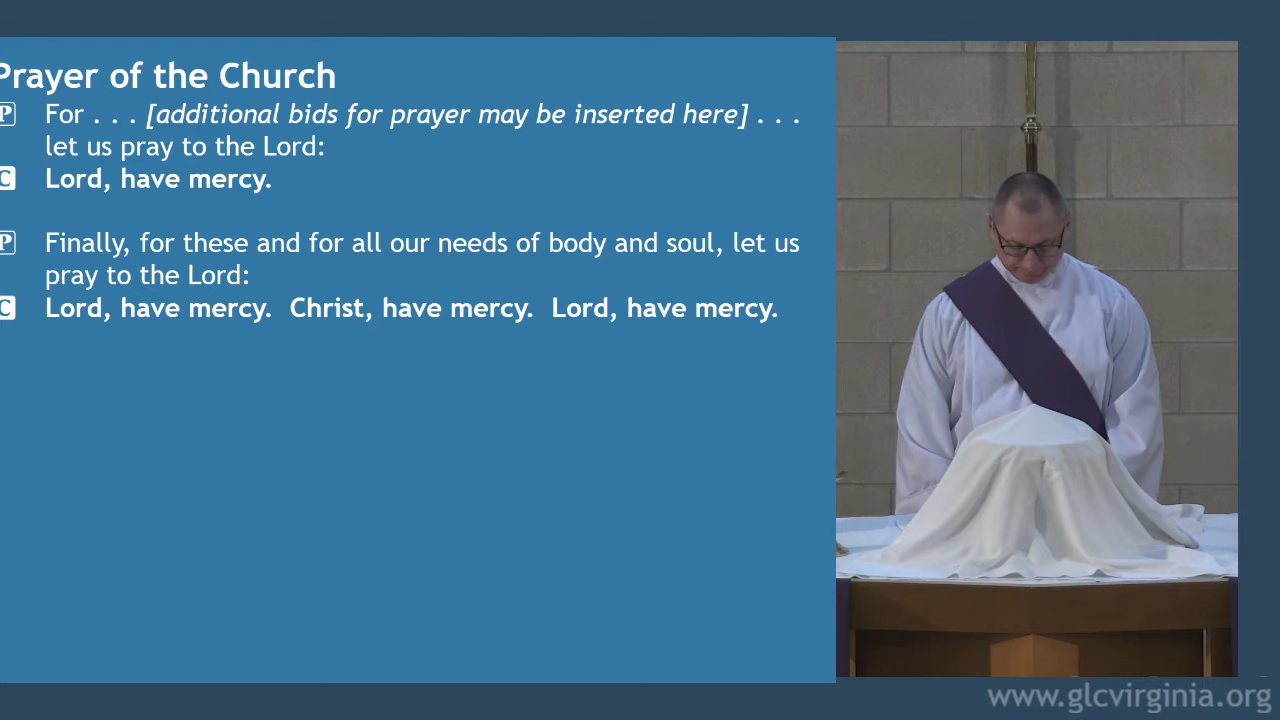 Prayer of the Church
P For . . . [additional bids for prayer may be inserted here] . . .
let us pray to the Lord:
C Lord, have mercy.
P Finally, for these and for all our needs of body and soul, let us
pray to the Lord:
C Lord, have mercy.  Christ, have mercy.  Lord, have mercy.
www.glcvirginia.org